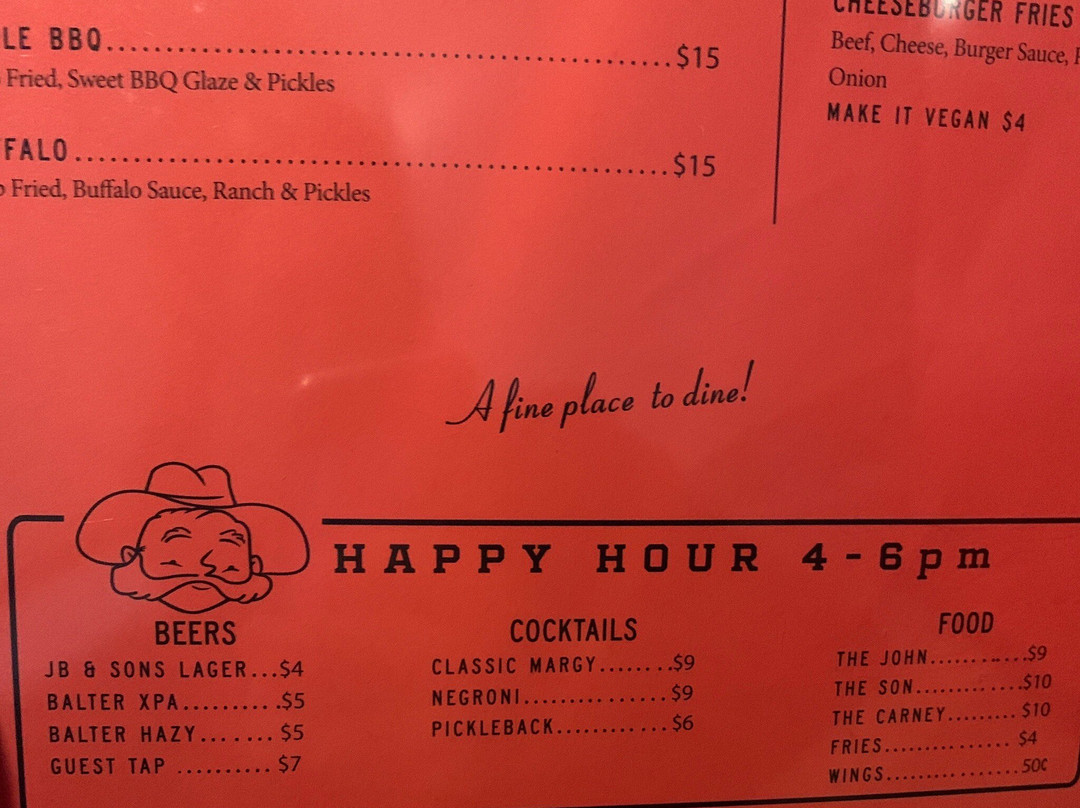 LE BBQ.......................................................$15
Fried, Sweet BBQ Glaze & Pickles
FALO.........................................................$15
Fried, Buffalo Sauce, Ranch & Pickles
CHEESEBURGER FRIES
Beef, Cheese, Burger Sauce,
Onion
MAKE IT VEGAN $4
A fine place to dine!
HAPPY HOUR 4-6pm
BEERS
JB & SONS LAGER...$4
BALTER XPA...........$5
BALTER HAZY.......$5
GUEST TAP ..........$7
COCKTAILS
CLASSIC MARGY........$9
NEGRONI...............$9
PICKLEBACK............$6
FOOD
THE JOHN............$9
THE SON.............$10
THE CARNEY.........$10
FRIES................$4
WINGS................50¢